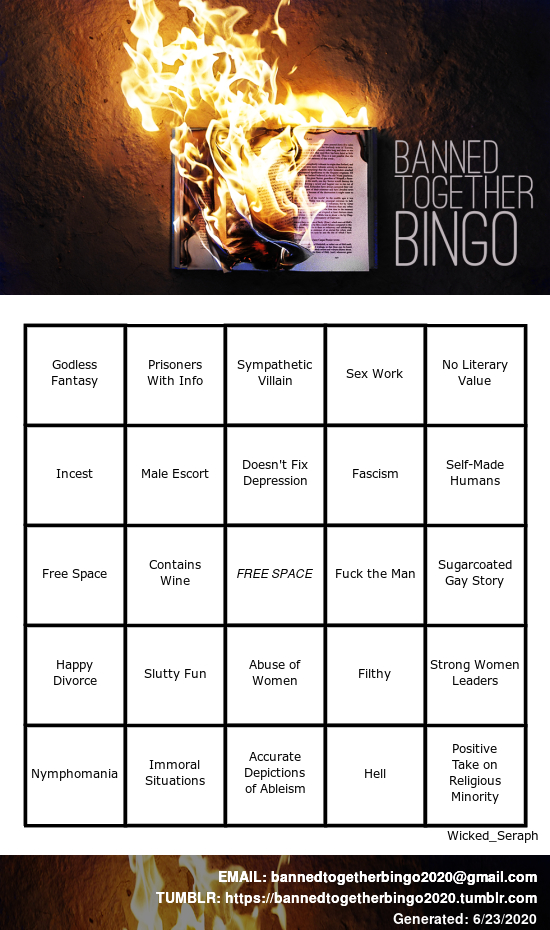 BANNED
TOGETHER
BINGO
Godless
Fantasy
Prisoners
With Info
Sympathetic
Villain
Sex Work
No Literary
Value
Incest
Male Escort
Doesn't Fix
Depression
Fascism
Self-Made
Humans
Free Space
Contains
Wine
FREE SPACE
Fuck the Man
Sugarcoated
Gay Story
Happy
Divorce
Slutty Fun
Abuse of
Women
Filthy
Strong Women
Leaders
Nymphomania
Immoral
Situations
Accurate
Depictions
of Ableism
Hell
Positive
Take on
Religious
Minority
Wicked_Seraph
EMAIL: bannedtogetherbingo2020@gmail.com
TUMBLR: https://bannedtogetherbingo2020.tumblr.com
Generated: 6/23/2020